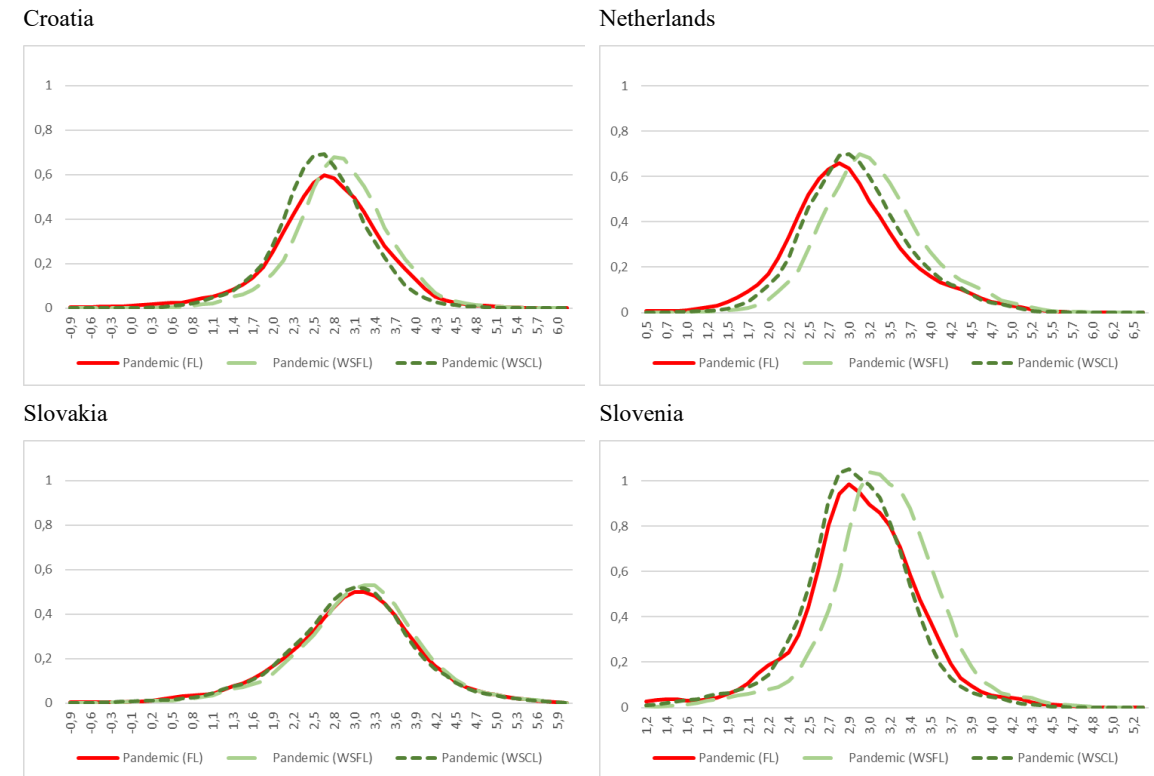 Croatia
Netherlands
1
0,8
0,6
0,4
0,2
0
-0,9 -0,6 -0,3 0,0 0,3 0,6 0,8 1,1 1,4 1,7 2,0 2,3 2,5 2,8 3,1 3,4 3,7 4,0 4,3 4,5 4,8 5,1 5,4 5,7 6,0
Pandemic (FL) Pandemic (WSFL) Pandemic (WSCL)
1
0,8
0,6
0,4
0,2
0
0,5 0,7 1,0 1,2 1,5 1,7 2,0 2,2 2,5 2,7 3,0 3,2 3,5 3,7 4,0 4,2 4,5 4,7 5,0 5,2 5,5 5,7 6,0 6,2 6,5
Pandemic (FL) Pandemic (WSFL) Pandemic (WSCL)
Slovakia
Slovenia
1
0,8
0,6
0,4
0,2
0
-0,9 -0,6 -0,3 -0,1 0,2 0,5 0,8 1,1 1,3 1,6 1,9 2,2 2,5 2,7 3,0 3,3 3,6 3,9 4,2 4,5 4,7 5,0 5,3 5,6 5,9
Pandemic (FL) Pandemic (WSFL) Pandemic (WSCL)
1
0,8
0,6
0,4
0,2
0
1,2 1,4 1,6 1,7 1,9 2,1 2,2 2,4 2,5 2,7 2,9 3,0 3,2 3,4 3,5 3,7 3,9 4,0 4,2 4,3 4,5 4,7 4,8 5,0 5,2
Pandemic (FL) Pandemic (WSFL) Pandemic (WSCL)